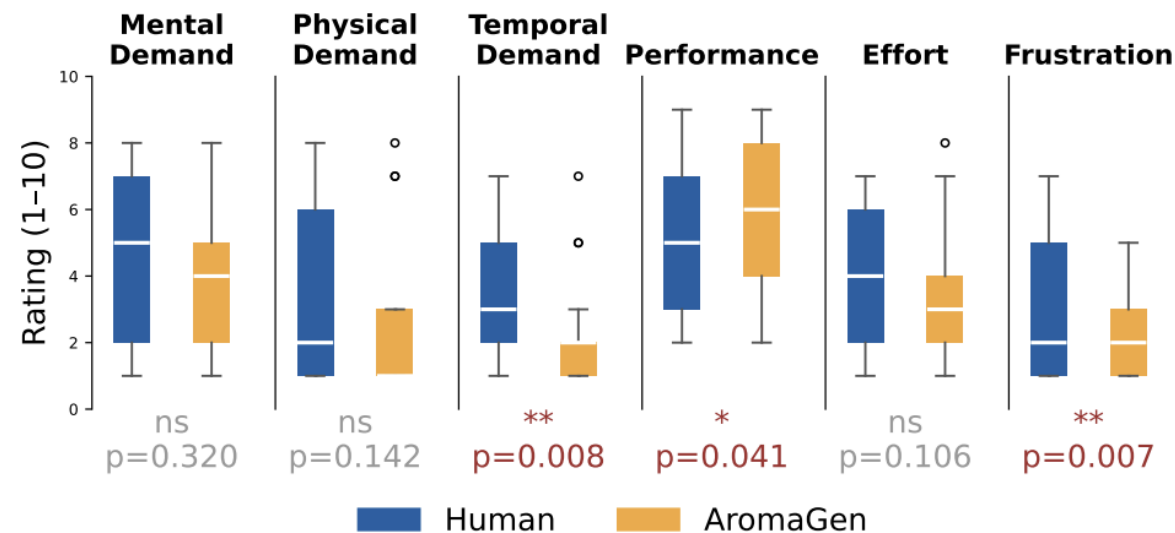 Mental Demand
Physical Demand
Temporal Demand
Performance
Effort
Frustration
Rating (1–10)
10
8
6
4
2
0
ns
p=0.320
ns
p=0.142
**
p=0.008
*
p=0.041
ns
p=0.106
**
p=0.007
Human
AromaGen